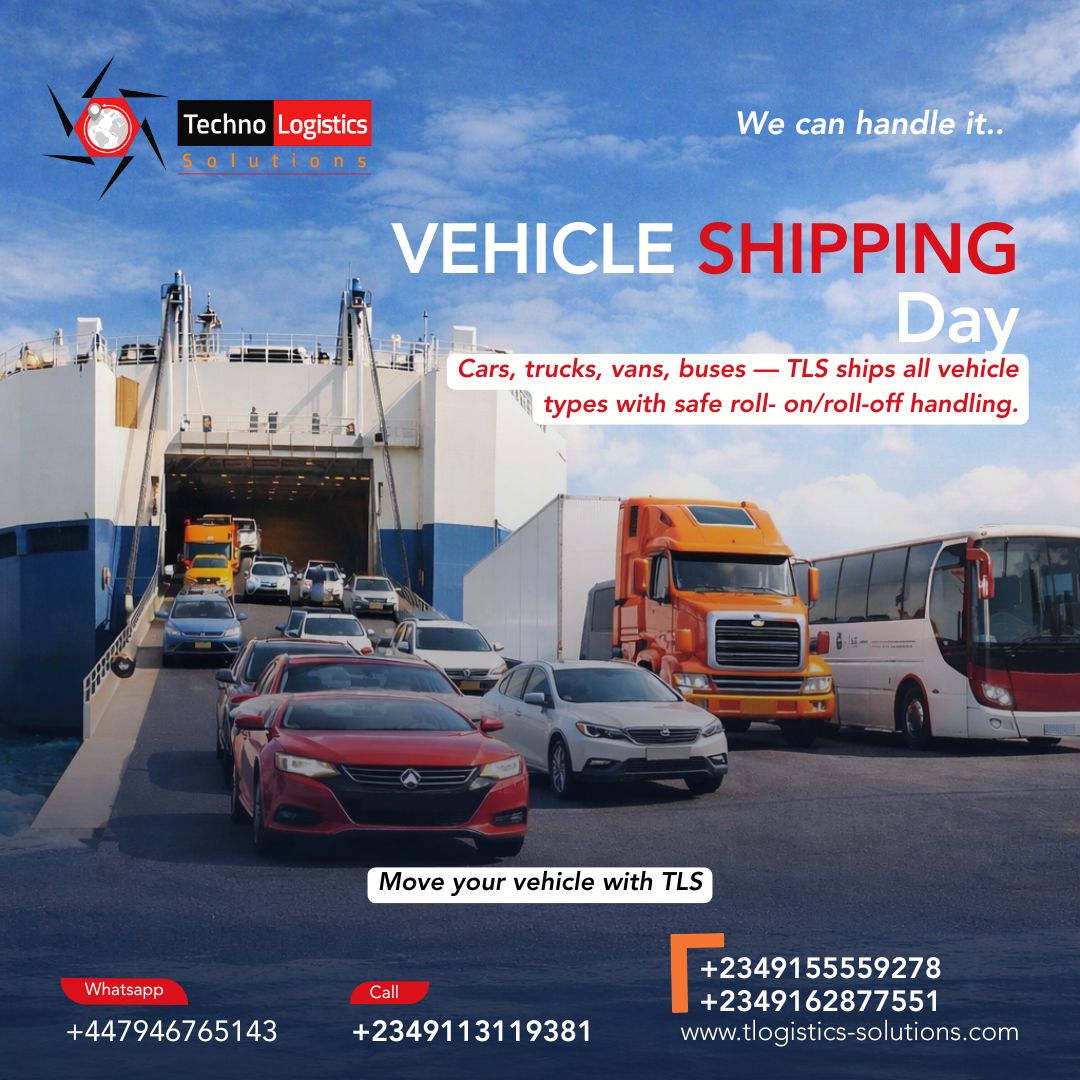 Techno Logistics
Solutions
We can handle it..
VEHICLE SHIPPING
Day
Cars, trucks, vans, buses — TLS ships all vehicle
types with safe roll- on/roll-off handling.
Move your vehicle with TLS
Whatsapp
+447946765143
Call
+2349113119381
+2349155559278
+2349162877551
www.tlogistics-solutions.com